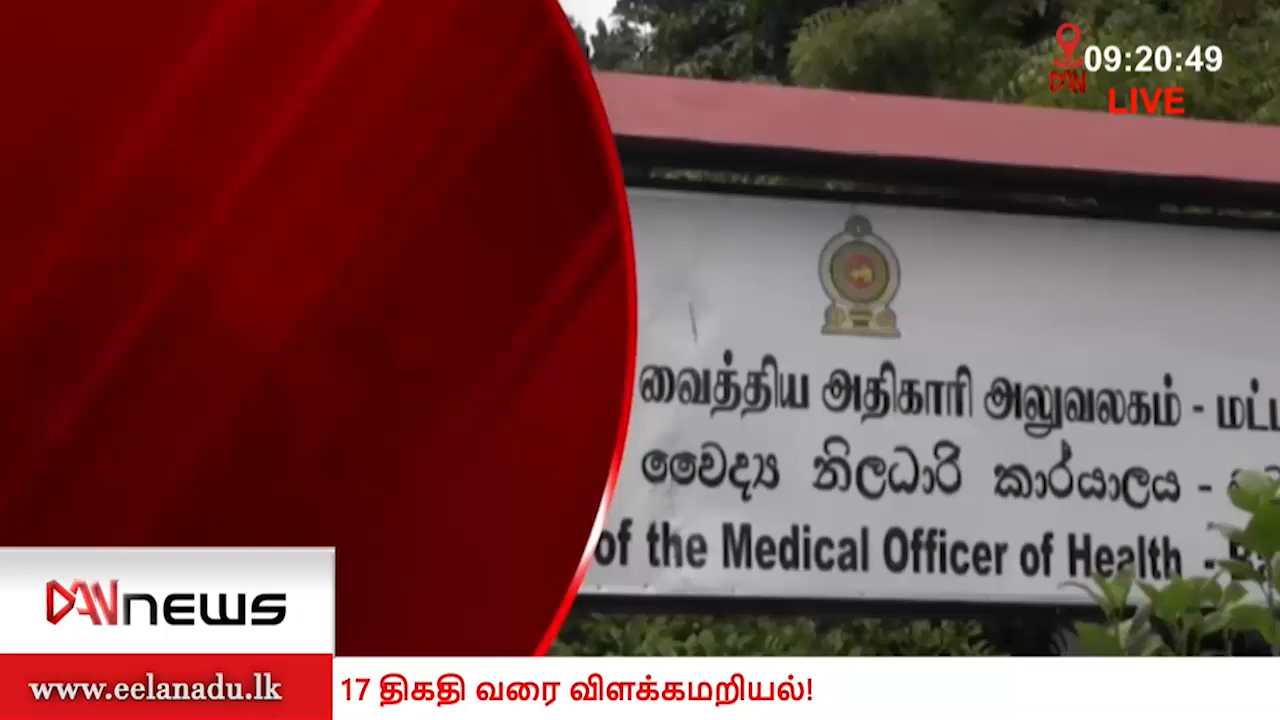 09:20:49
DAN
LIVE
வைத்திய அதிகாரி அலுவலகம் -
වෛද්‍ය නිලධාරි කාර්යාලය -
of the Medical Officer of Health -
DAN news
www.eelanadu.lk
17 திகதி வரை விளக்கமறியல்!